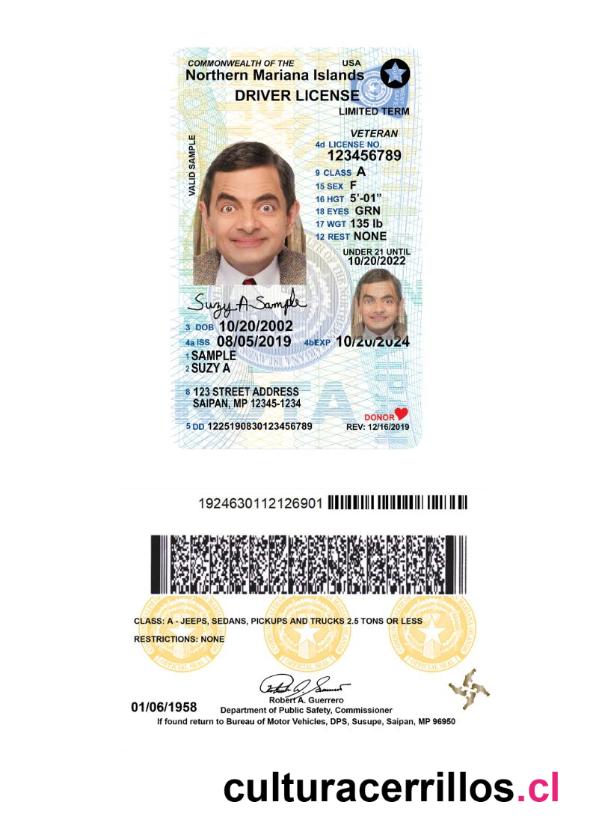 COMMONWEALTH OF THE USA
Northern Mariana Islands
DRIVER LICENSE
LIMITED TERM
VETERAN
4d LICENSE NO.
123456789
VALID SAMPLE
9 CLASS A
15 SEX F
16 HGT 5'-01"
18 EYES GRN
17 WGT 135 lb
12 REST NONE
UNDER 21 UNTIL
10/20/2022
Suzy A Sample
3 DOB 10/20/2002
4a ISS 08/05/2019 4b EXP 10/20/2024
1 SAMPLE
2 SUZY A
8 123 STREET ADDRESS
SAIPAN, MP 12345-1234
DONOR
5 DD 1225190830123456789 REV: 12/16/2019
1924630112126901
CLASS: A - JEEPS, SEDANS, PICKUPS AND TRUCKS 2.5 TONS OR LESS
RESTRICTIONS: NONE
OFFICIAL SEAL OFFICIAL SEAL OFFICIAL SEAL
Robert A. Guerrero
01/06/1958 Department of Public Safety, Commissioner
If found return to Bureau of Motor Vehicles, DPS, Susupe, Saipan, MP 96950
culturacerrillos.cl